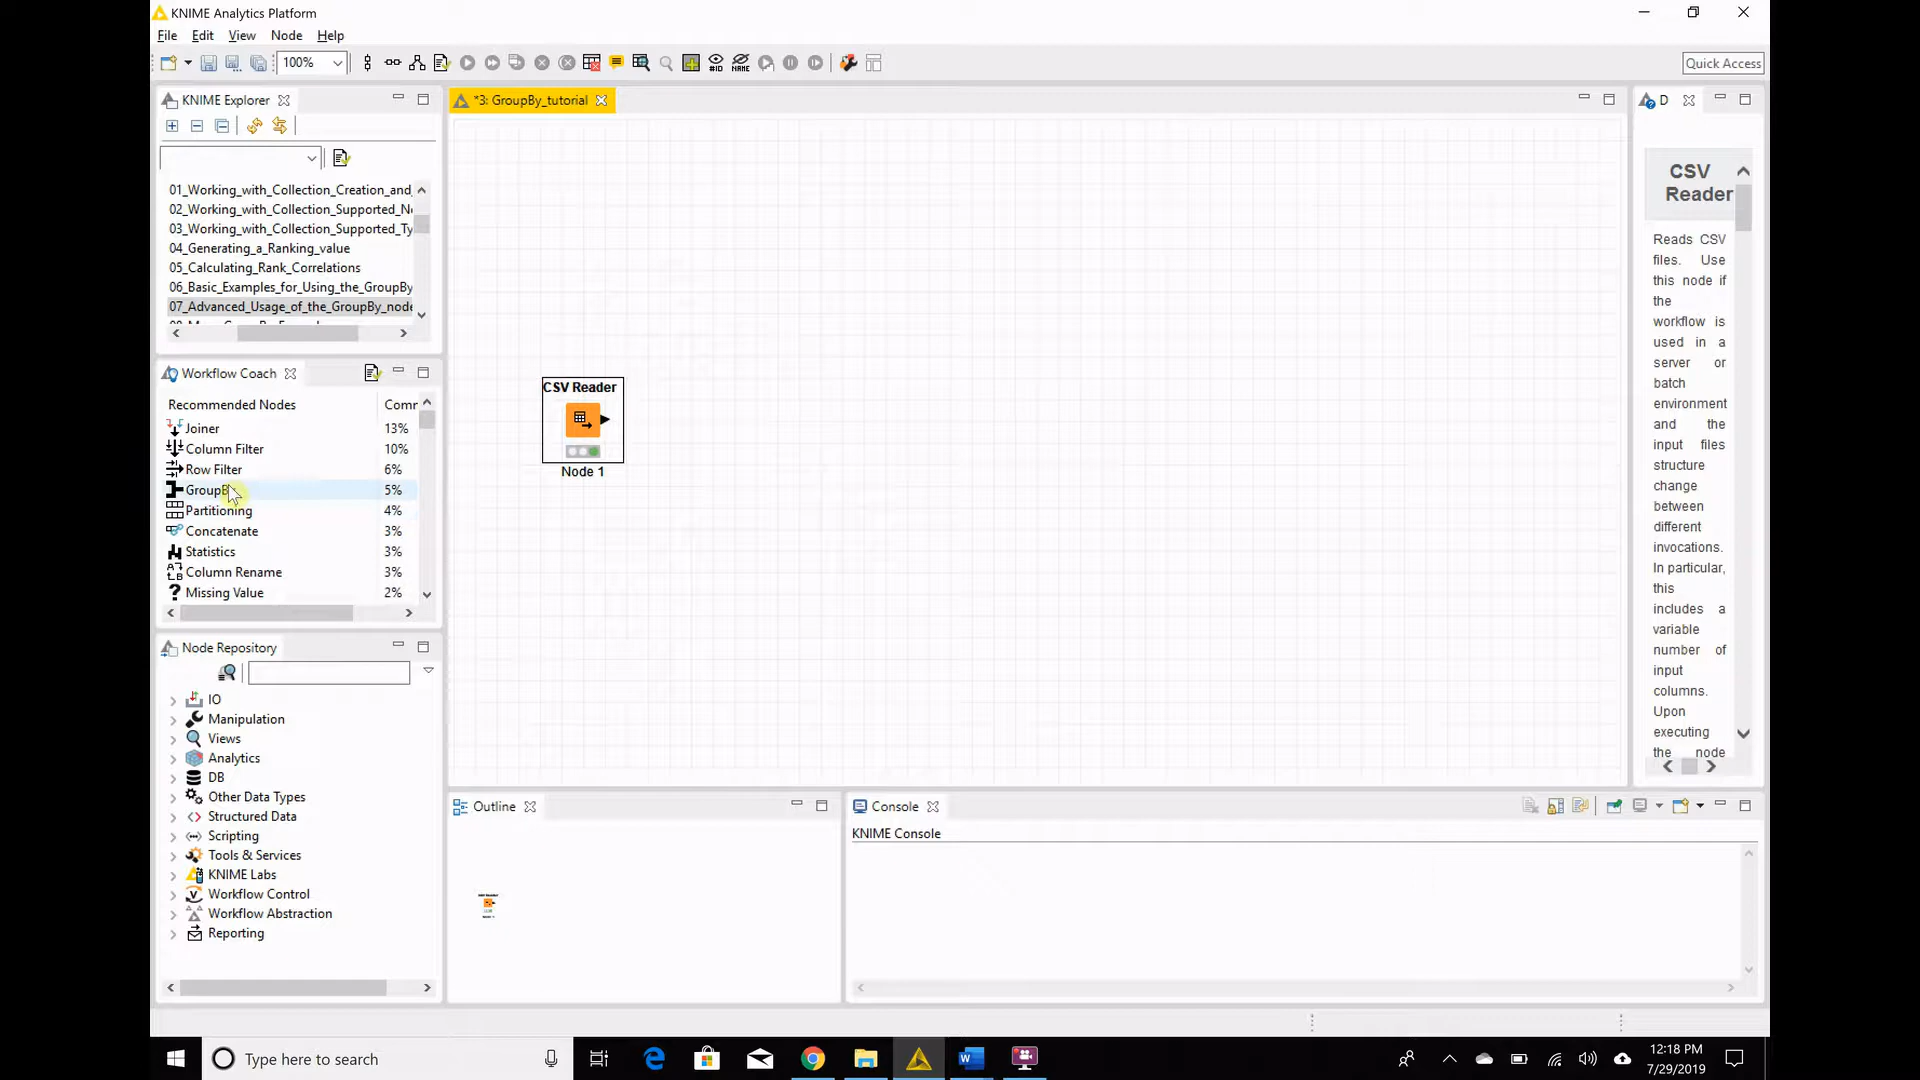 KNIME Analytics Platform
File Edit View Node Help
100%
Quick Access
KNIME Explorer
01_Working_with_Collection_Creation_and_
02_Working_with_Collection_Supported_N
03_Working_with_Collection_Supported_Ty
04_Generating_a_Ranking_value
05_Calculating_Rank_Correlations
06_Basic_Examples_for_Using_the_GroupBy
07_Advanced_Usage_of_the_GroupBy_node
Workflow Coach
Recommended Nodes Comr
Joiner 13%
Column Filter 10%
Row Filter 6%
GroupBy 5%
Partitioning 4%
Concatenate 3%
Statistics 3%
Column Rename 3%
Missing Value 2%
Node Repository
IO
Manipulation
Views
Analytics
DB
Other Data Types
Structured Data
Scripting
Tools & Services
KNIME Labs
Workflow Control
Workflow Abstraction
Reporting
*3: GroupBy_tutorial
CSV Reader
Node 1
D
CSV
Reader
Reads CSV
files. Use
this node if
the
workflow is
used in a
server or
batch
environment
and the
input files
structure
change
between
different
invocations.
In particular,
this
includes a
variable
number of
input
columns.
Upon
executing
the node
Outline
Console
KNIME Console
Type here to search
12:18 PM
7/29/2019